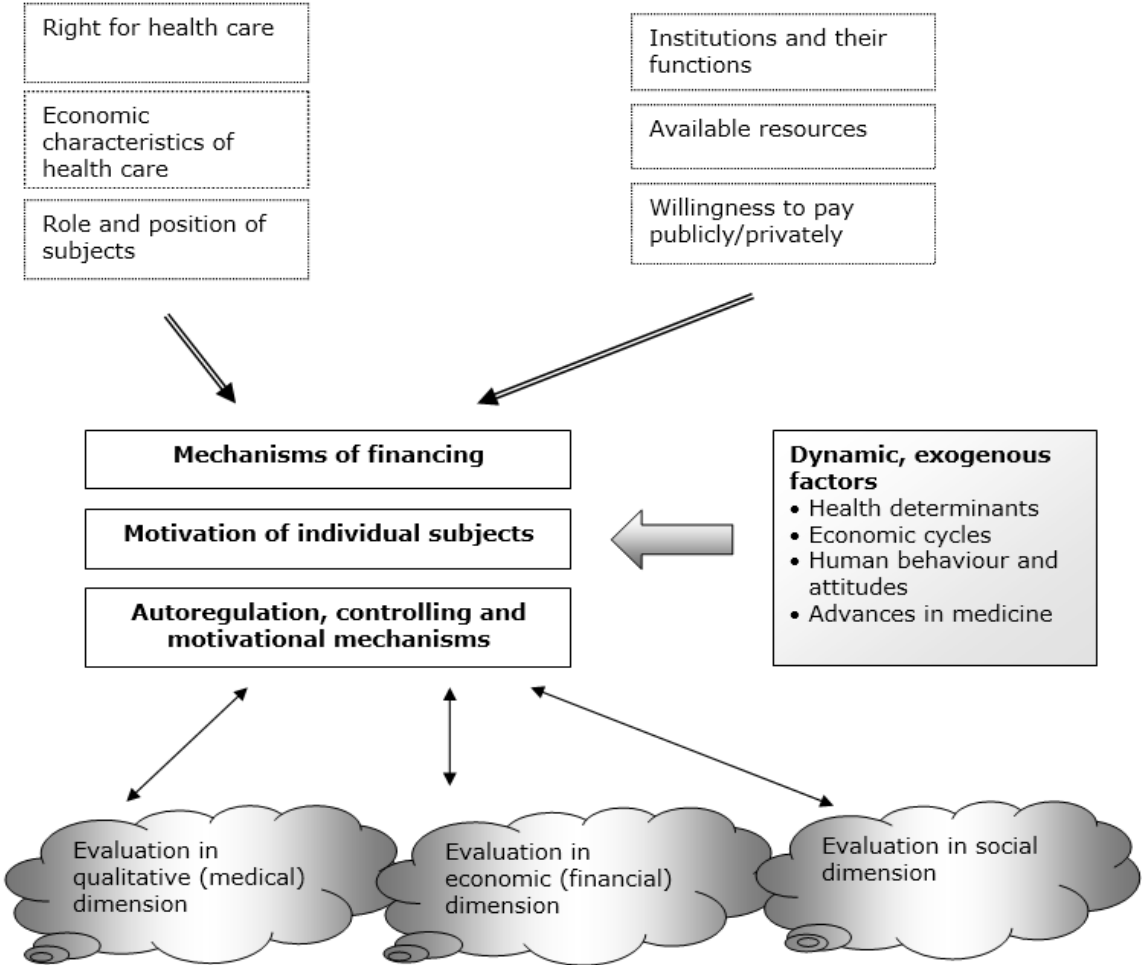 Right for health care
Economic
characteristics of
health care
Role and position of
subjects
Institutions and their
functions
Available resources
Willingness to pay
publicly/privately
Mechanisms of financing
Motivation of individual subjects
Autoregulation, controlling and
motivational mechanisms
Dynamic, exogenous
factors
• Health determinants
• Economic cycles
• Human behaviour and
attitudes
• Advances in medicine
Evaluation in
qualitative (medical)
dimension
Evaluation in
economic (financial)
dimension
Evaluation in social
dimension